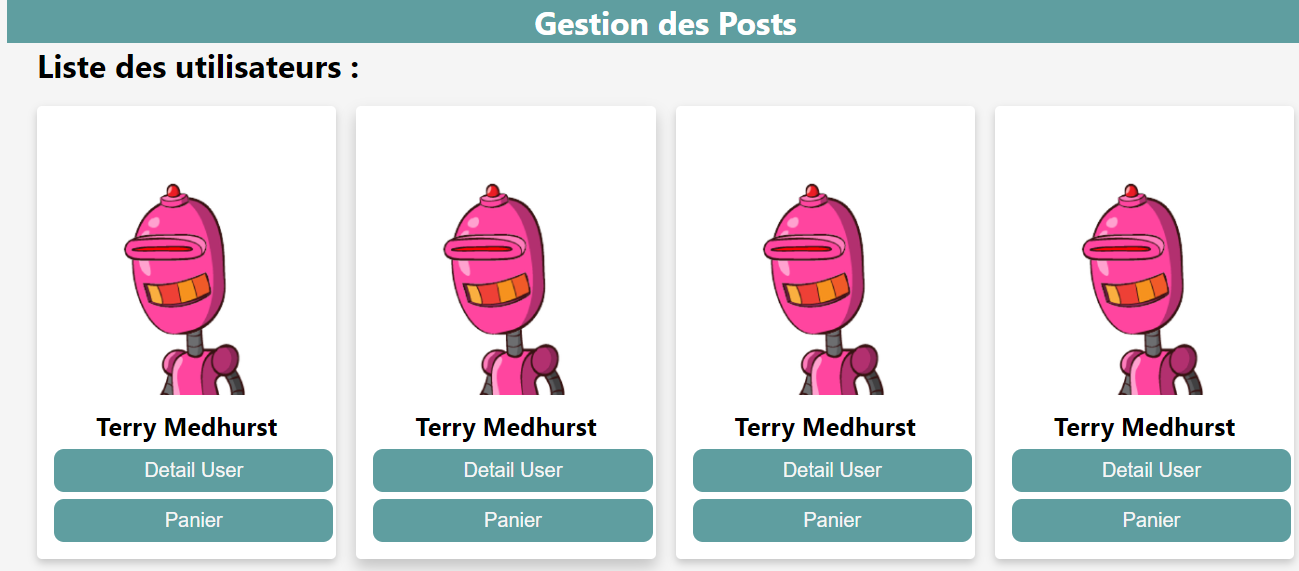 Gestion des Posts
Liste des utilisateurs :
Terry Medhurst
Detail User
Panier
Terry Medhurst
Detail User
Panier
Terry Medhurst
Detail User
Panier
Terry Medhurst
Detail User
Panier